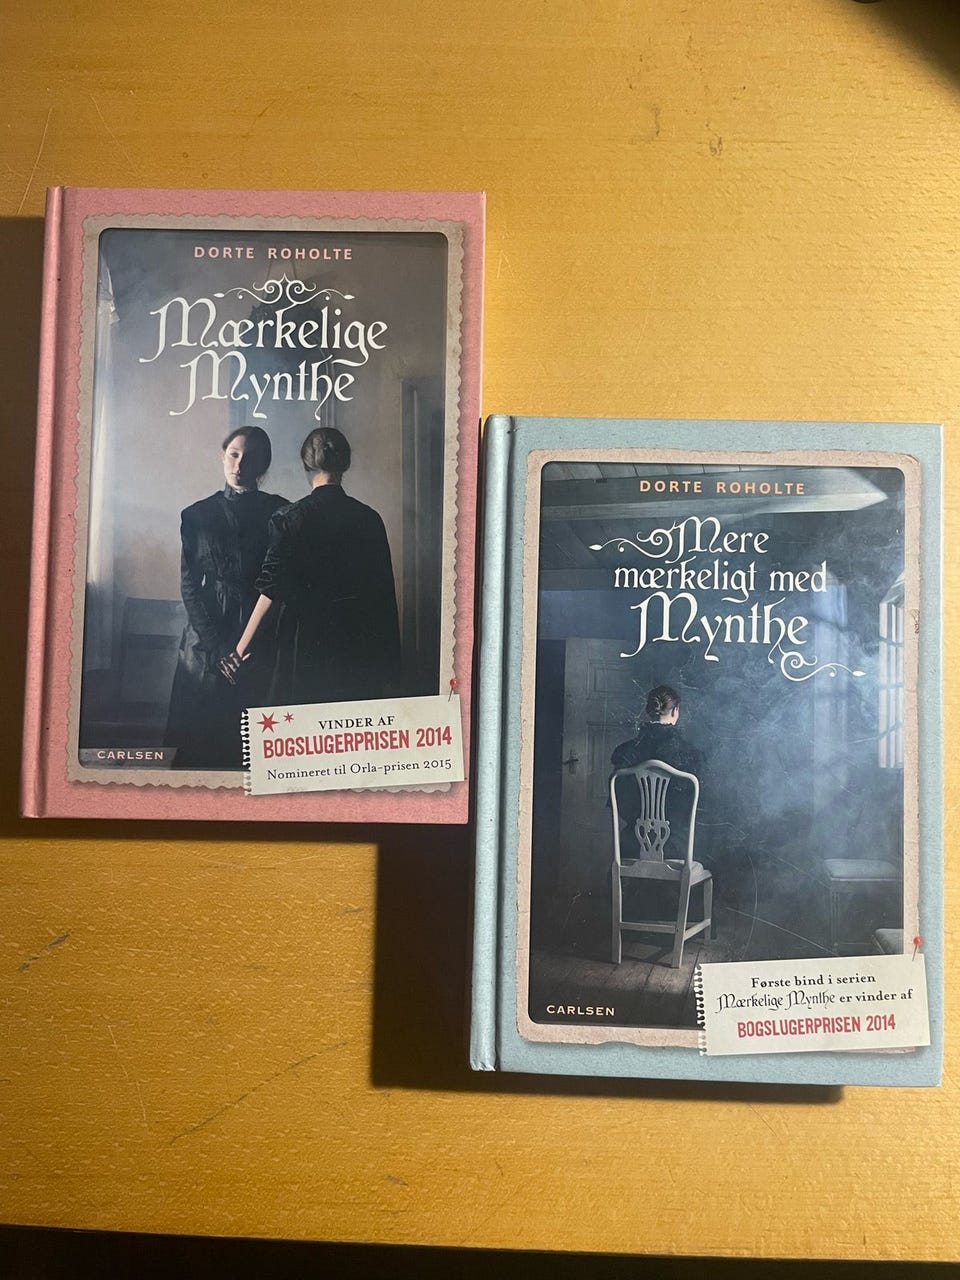 DORTE ROHOLTE
Mærkelige
Mynthe
VINDER AF
BOGSLUGERPRISEN 2014
Nomineret til Orla-prisen 2015
CARLSEN
DORTE ROHOLTE
Mere
mærkeligt med
Mynthe
Første bind i serien
Mærkelige Mynthe er vinder af
BOGSLUGERPRISEN 2014
CARLSEN